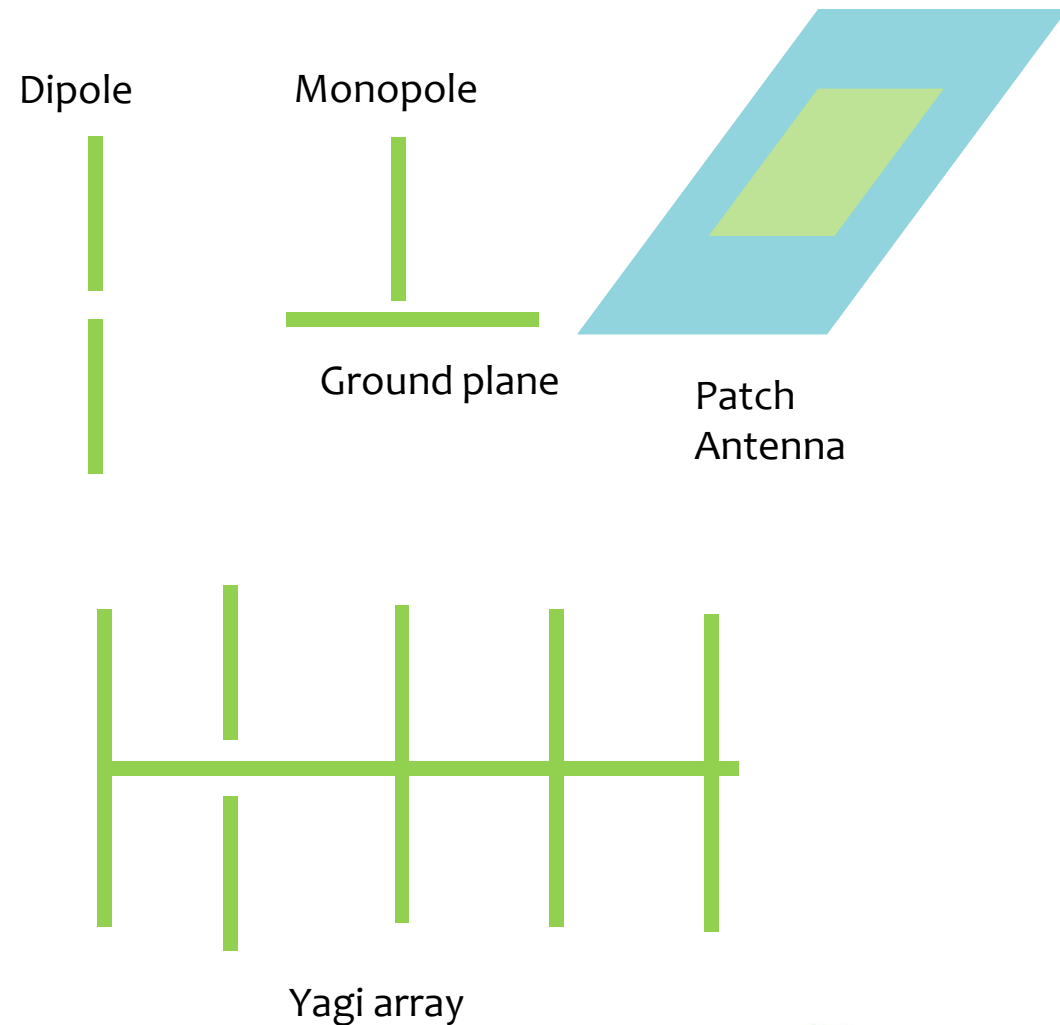 Dipole
Monopole
Ground plane
Patch
Antenna
Yagi array